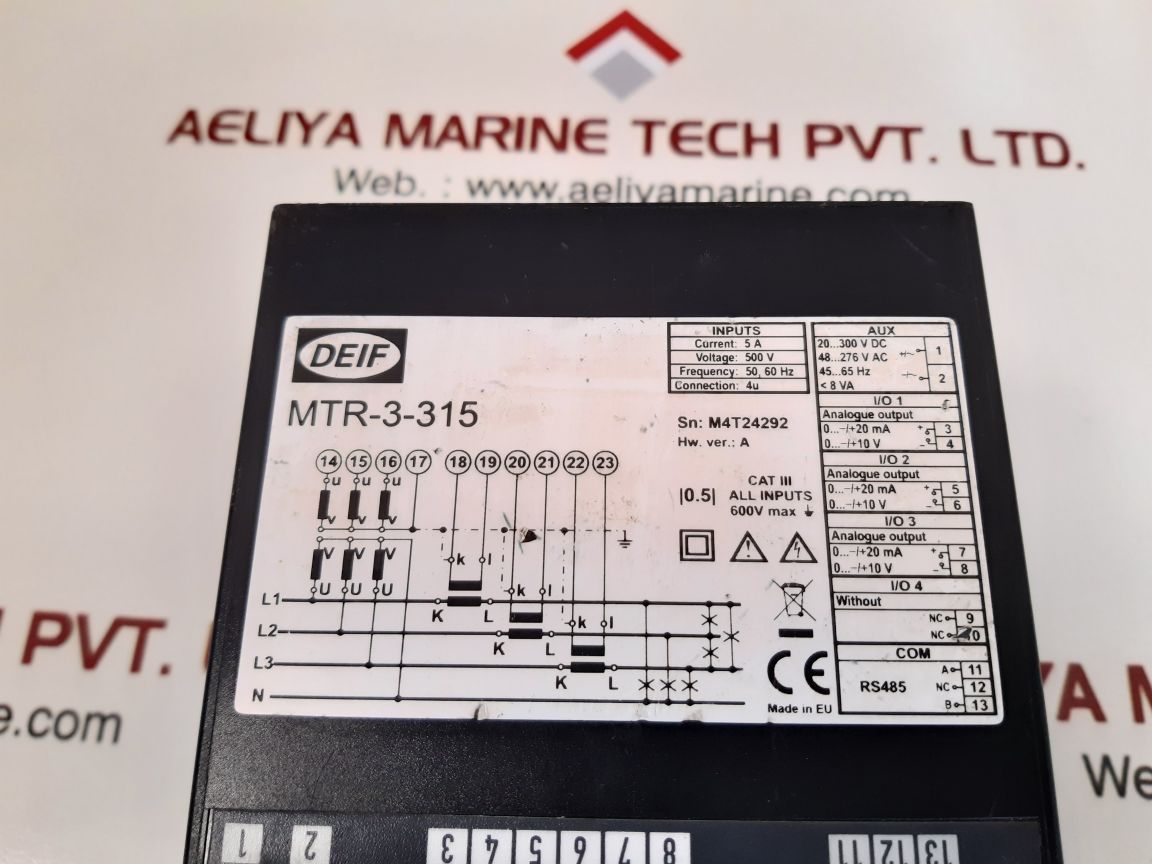 AELIYA MARINE TECH PVT. LTD.
Web. : www.aeliyamarine.com
DEIF
MTR-3-315
INPUTS
Current: 5 A
Voltage: 500 V
Frequency: 50, 60 Hz
Connection: 4u
Sn: M4T24292
Hw. ver.: A
|0.5|
CAT III
ALL INPUTS
600V max
Made in EU
AUX
20...300 V DC
48...276 V AC
45...65 Hz
< 8 VA
1
2
I/O 1
Analogue output
0...-/+20 mA + 3
0...-/+10 V - 4
I/O 2
Analogue output
0...-/+20 mA + 5
0...-/+10 V - 6
I/O 3
Analogue output
0...-/+20 mA + 7
0...-/+10 V - 8
I/O 4
Without
NC 9
NC 10
COM
RS485
A 11
NC 12
B 13
14 15 16 17 18 19 20 21 22 23
u u u
v v v
V V V
U U U
k l
k l
k l
L1
K L
L2
K L
L3
K L
N
CE
PVT.
ne.com
YA M
We
1 2 3 4 5 6 7 8 11 12 13